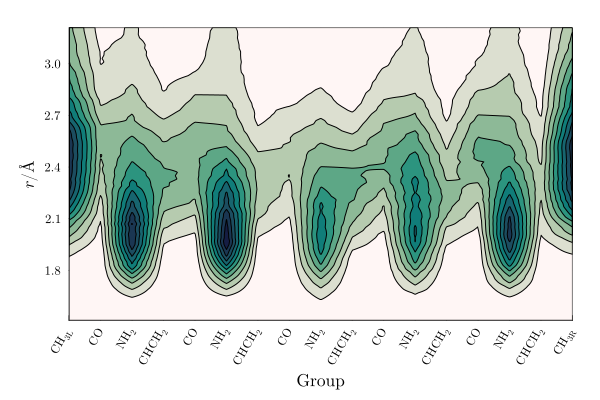 3.0
2.7
2.4
2.1
1.8
r/Å
CH₃L CO NH₂ CHCH₂ CO NH₂ CHCH₂ CO NH₂ CHCH₂ CO NH₂ CHCH₂ CO NH₂ CHCH₂ CH₃R
Group